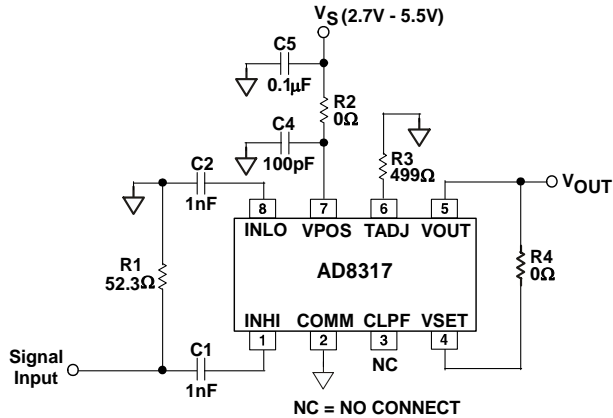 VS (2.7V - 5.5V)
C5
0.1µF
R2
0Ω
C4
100pF
R3
499Ω
C2
1nF
VOUT
8
7
6
5
INLO
VPOS
TADJ
VOUT
R1
52.3Ω
AD8317
R4
0Ω
INHI
COMM
CLPF
VSET
1
2
3
4
Signal
Input
C1
1nF
NC
NC = NO CONNECT